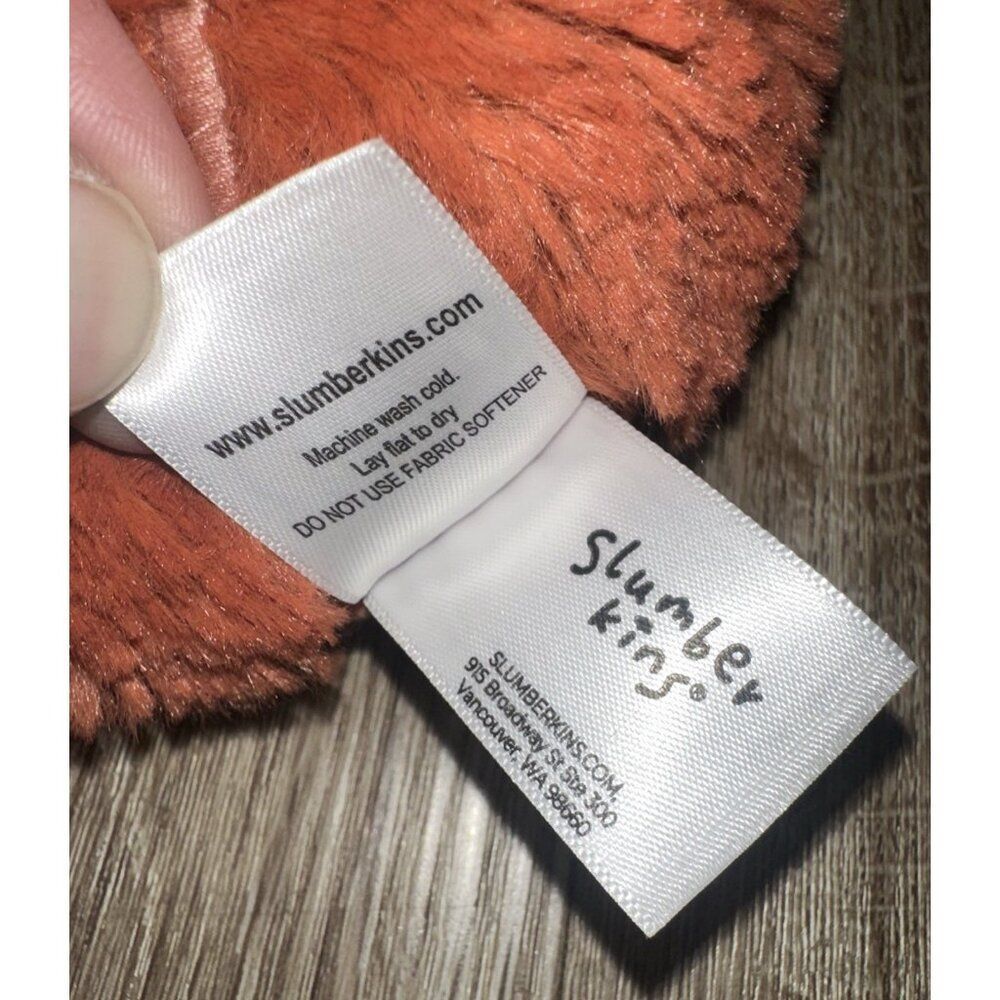 www.slumberkins.com
Machine wash cold.
Lay flat to dry
DO NOT USE FABRIC SOFTENER
Slumber
kins®
SLUMBERKINS.COM,
915 Broadway St Ste 300
Vancouver, WA 98660